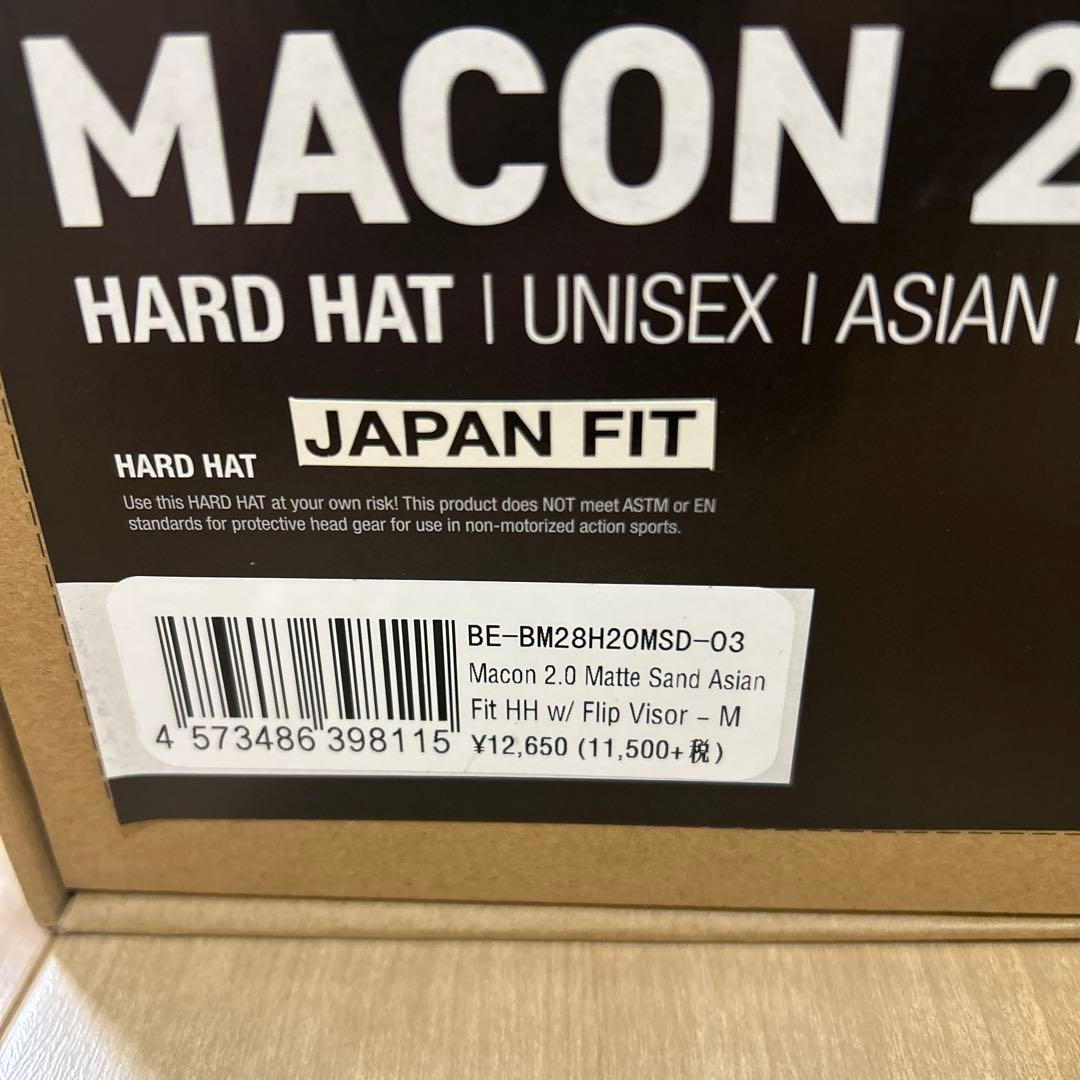 MACON 2
HARD HAT | UNISEX | ASIAN
JAPAN FIT
HARD HAT
Use this HARD HAT at your own risk! This product does NOT meet ASTM or EN
standards for protective head gear for use in non-motorized action sports.
BE-BM28H20MSD-03
Macon 2.0 Matte Sand Asian
Fit HH w/ Flip Visor - M
¥12,650 (11,500+税)
4 573486 398115